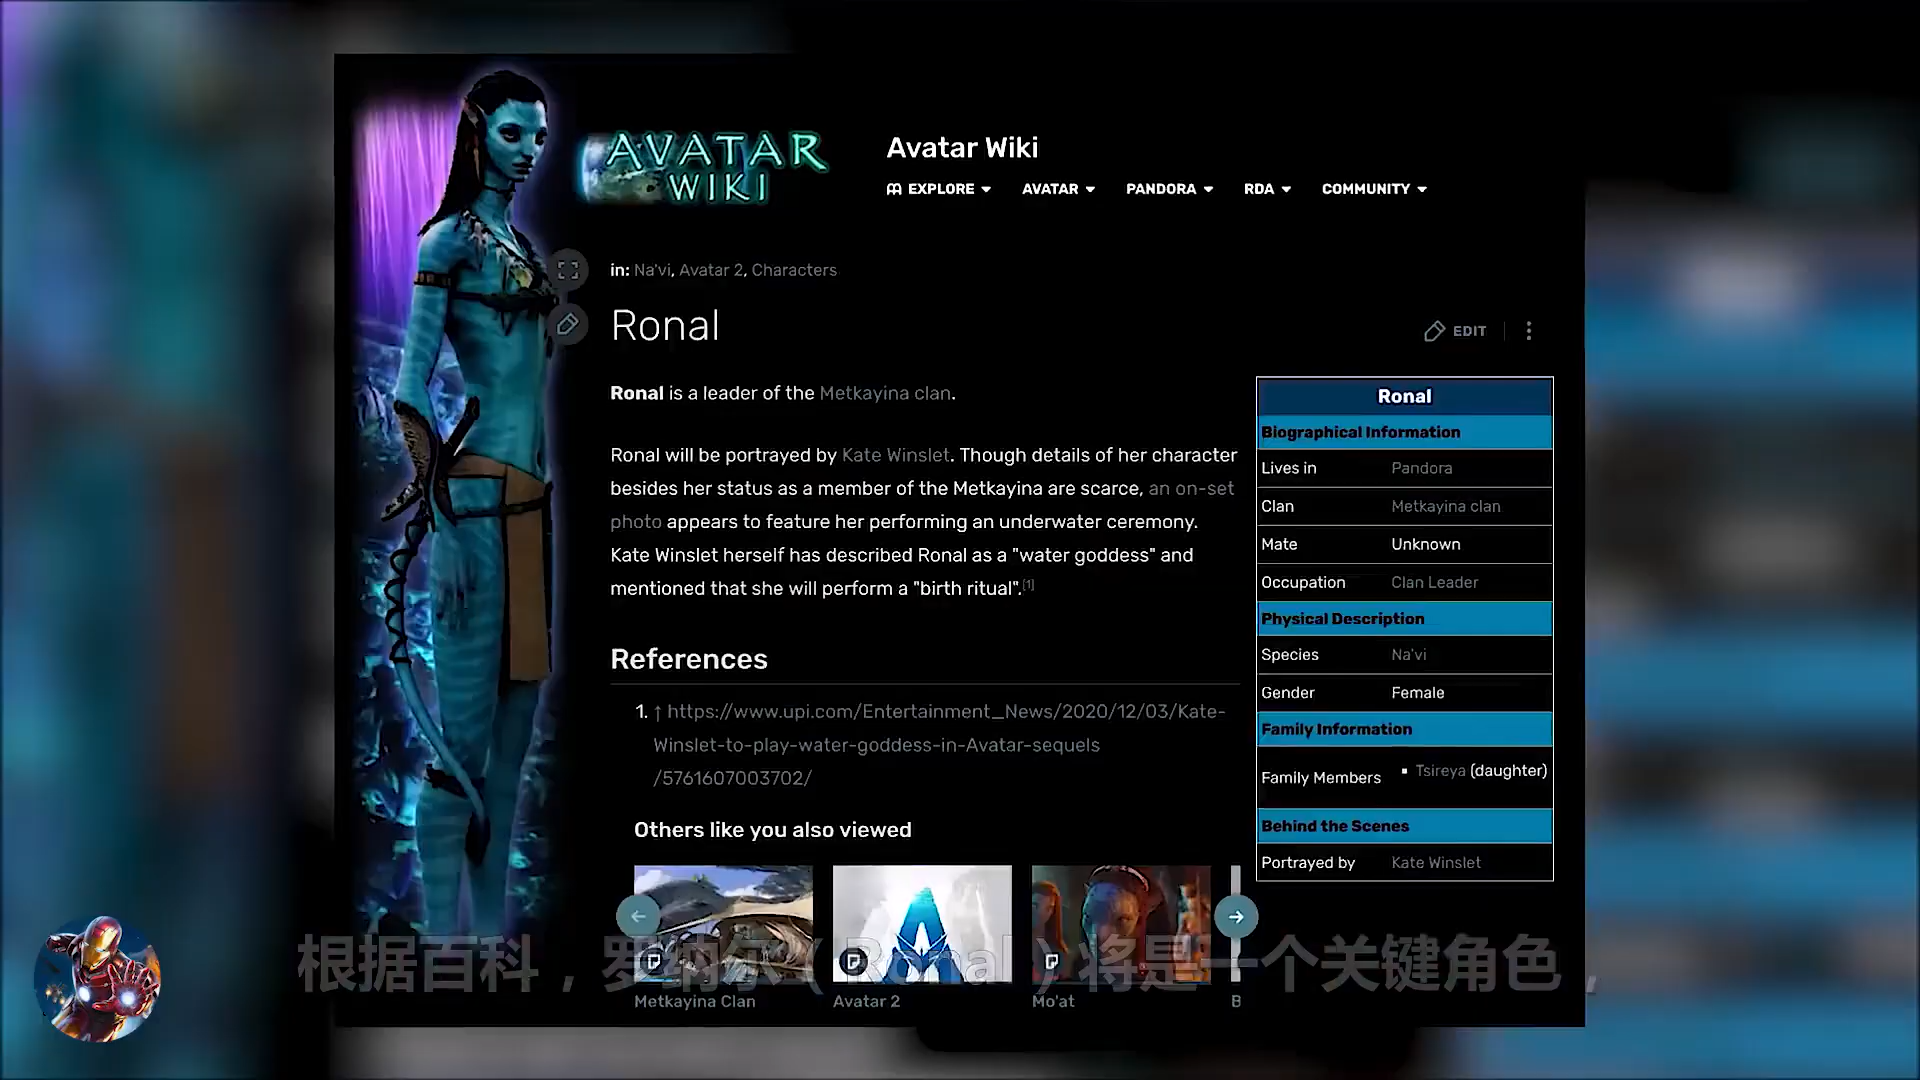 AVATAR
WIKI
Avatar Wiki
EXPLORE
AVATAR
PANDORA
RDA
COMMUNITY
in: Na'vi, Avatar 2, Characters
Ronal
EDIT
Ronal is a leader of the Metkayina clan.
Ronal will be portrayed by Kate Winslet. Though details of her character
besides her status as a member of the Metkayina are scarce, an on-set
photo appears to feature her performing an underwater ceremony.
Kate Winslet herself has described Ronal as a "water goddess" and
mentioned that she will perform a "birth ritual".[1]
References
1. ↑ https://www.upi.com/Entertainment_News/2020/12/03/Kate-
Winslet-to-play-water-goddess-in-Avatar-sequels
/5761607003702/
Others like you also viewed
Metkayina Clan
Avatar 2
Mo'at
B
Ronal
Biographical Information
Lives in Pandora
Clan Metkayina clan
Mate Unknown
Occupation Clan Leader
Physical Description
Species Na'vi
Gender Female
Family Information
Family Members ▪ Tsireya (daughter)
Behind the Scenes
Portrayed by Kate Winslet
根据百科，罗纳尔（Ronal）将是一个关键角色，